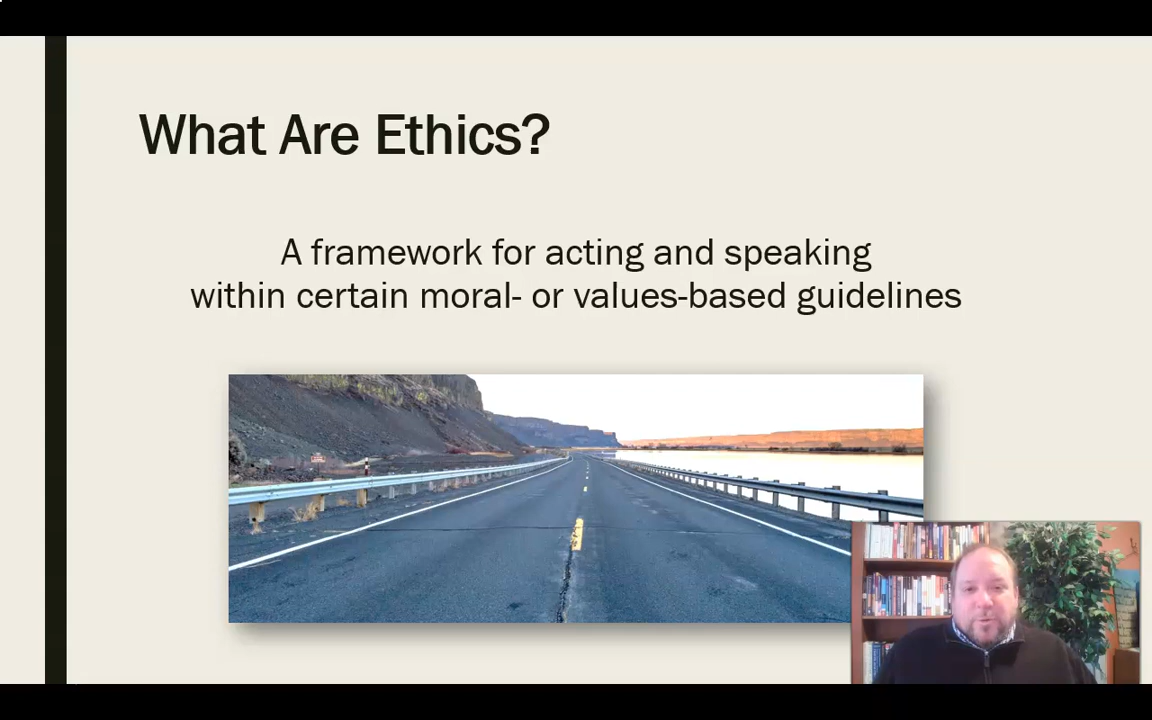 What Are Ethics?
A framework for acting and speaking
within certain moral- or values-based guidelines